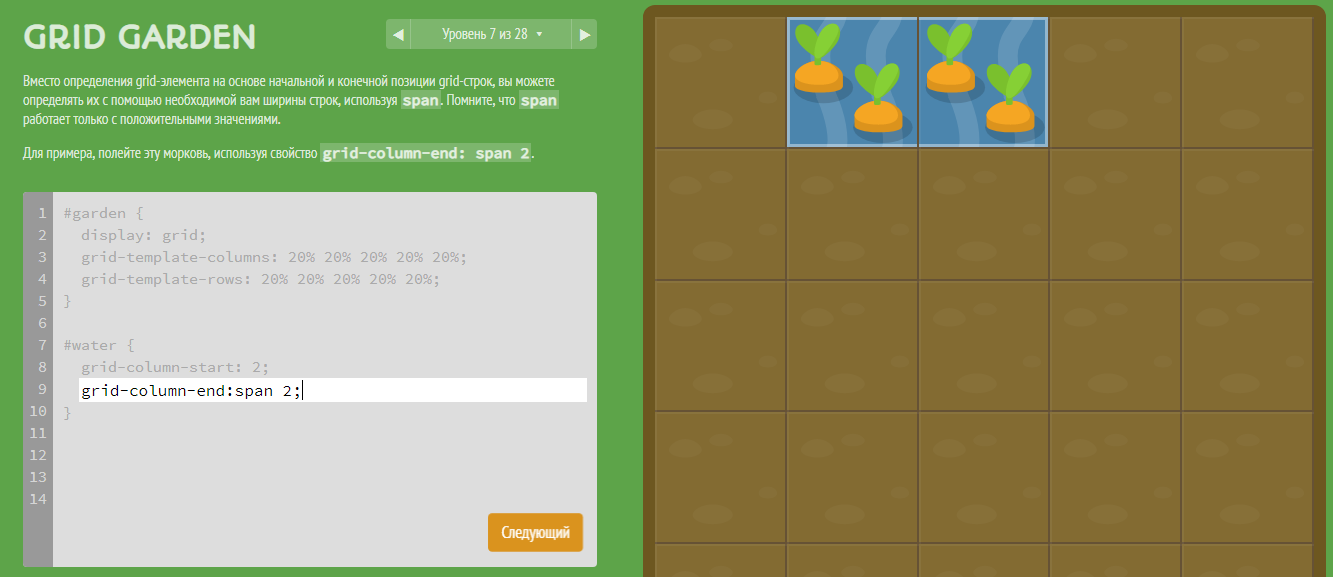 GRID GARDEN
◀ Уровень 7 из 28 ▼ ▶
Вместо определения grid-элемента на основе начальной и конечной позиции grid-строк, вы можете
определять их с помощью необходимой вам ширины строк, используя span. Помните, что span
работает только с положительными значениями.
Для примера, полейте эту морковь, используя свойство grid-column-end: span 2.
1 #garden {
2 display: grid;
3 grid-template-columns: 20% 20% 20% 20% 20%;
4 grid-template-rows: 20% 20% 20% 20% 20%;
5 }
6
7 #water {
8 grid-column-start: 2;
9 grid-column-end:span 2;
10 }
11
12
13
14
Следующий